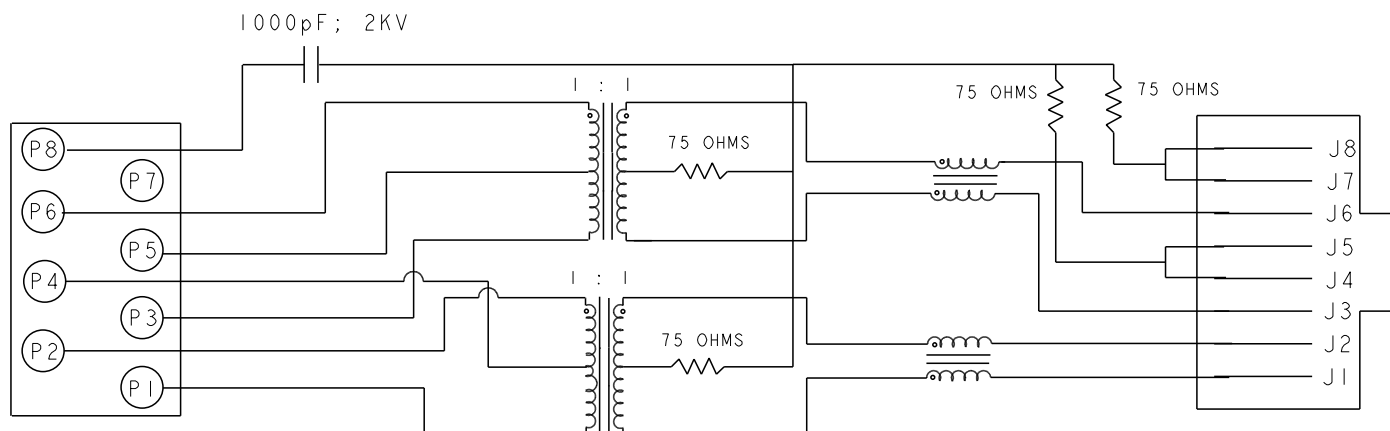 1000pF; 2KV
1 : 1
75 OHMS
75 OHMS
75 OHMS
P8
P7
P6
P5
P4
P3
P2
P1
1 : 1
75 OHMS
J8
J7
J6
J5
J4
J3
J2
J1